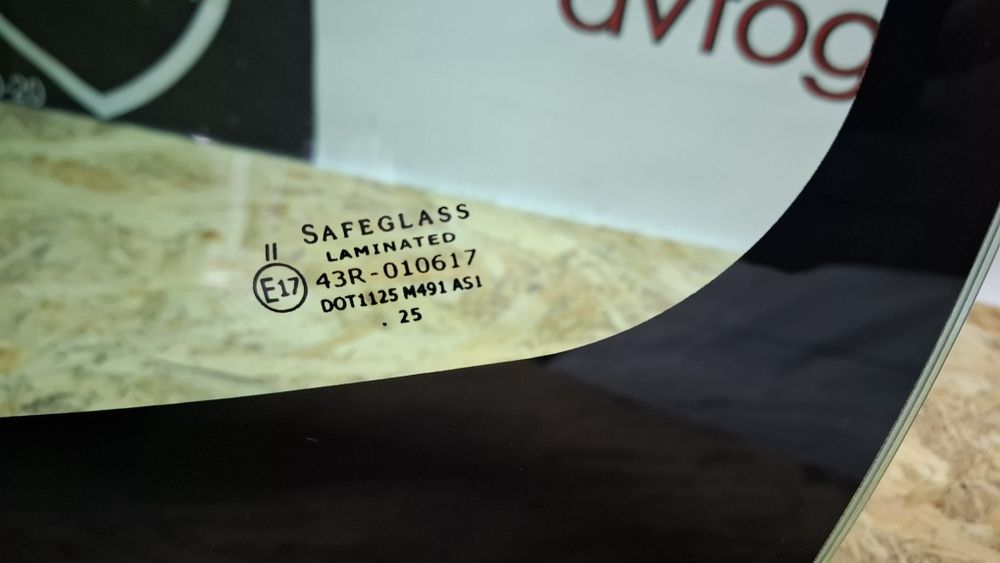 SAFEGLASS
LAMINATED
II
E17 43R-010617
DOT1125 M491 AS1
. 25